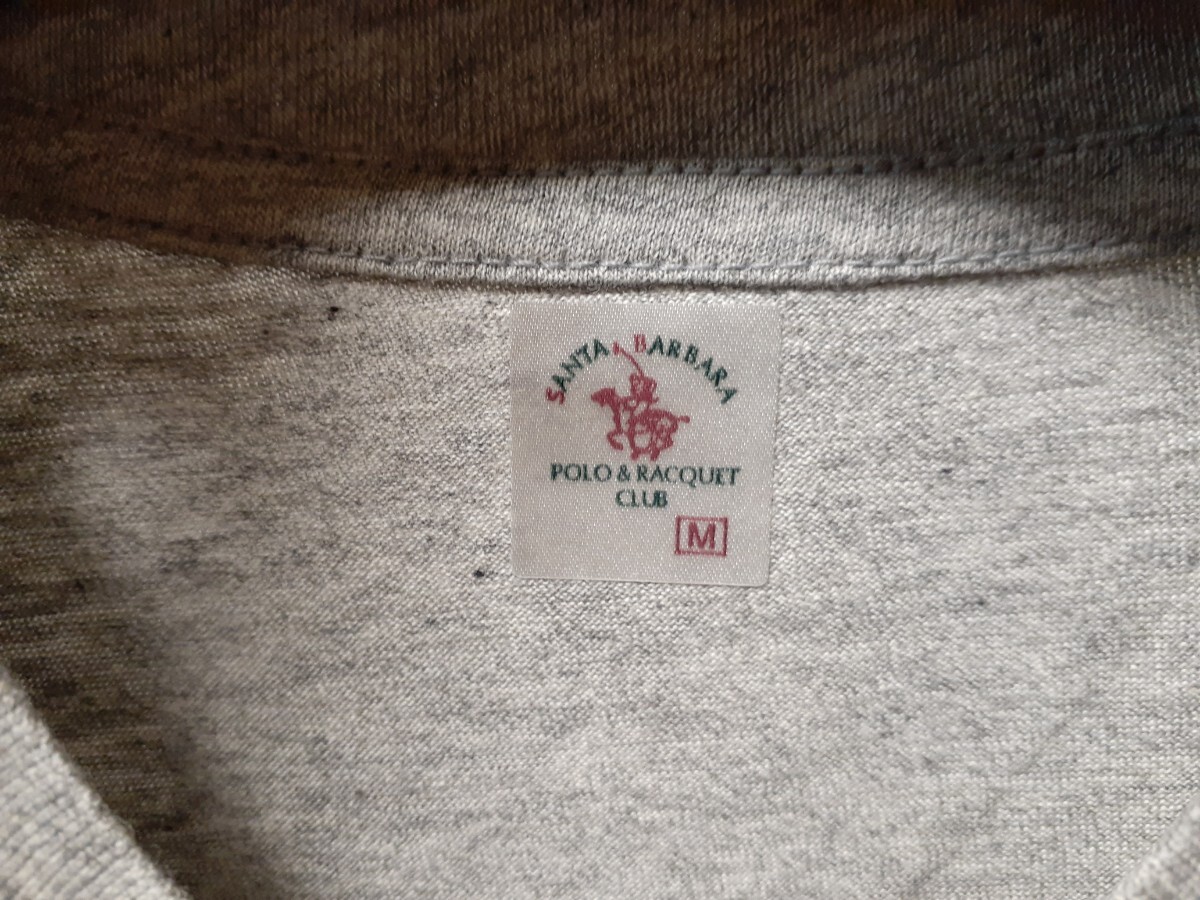 SANTA BARBARA
POLO & RACQUET
CLUB
M